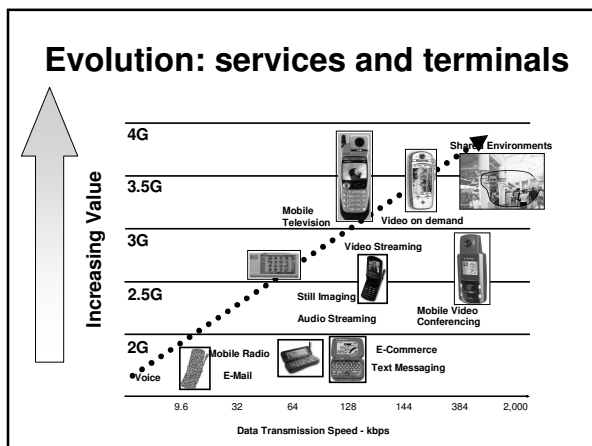 Evolution: services and terminals
Increasing Value
4G
Shared Environments
3.5G
Mobile
Television
Video on demand
3G
Video Streaming
2.5G
Still Imaging
Audio Streaming
Mobile Video
Conferencing
2G
Mobile Radio
E-Commerce
Voice
E-Mail
Text Messaging
9.6 32 64 128 144 384 2,000
Data Transmission Speed - kbps